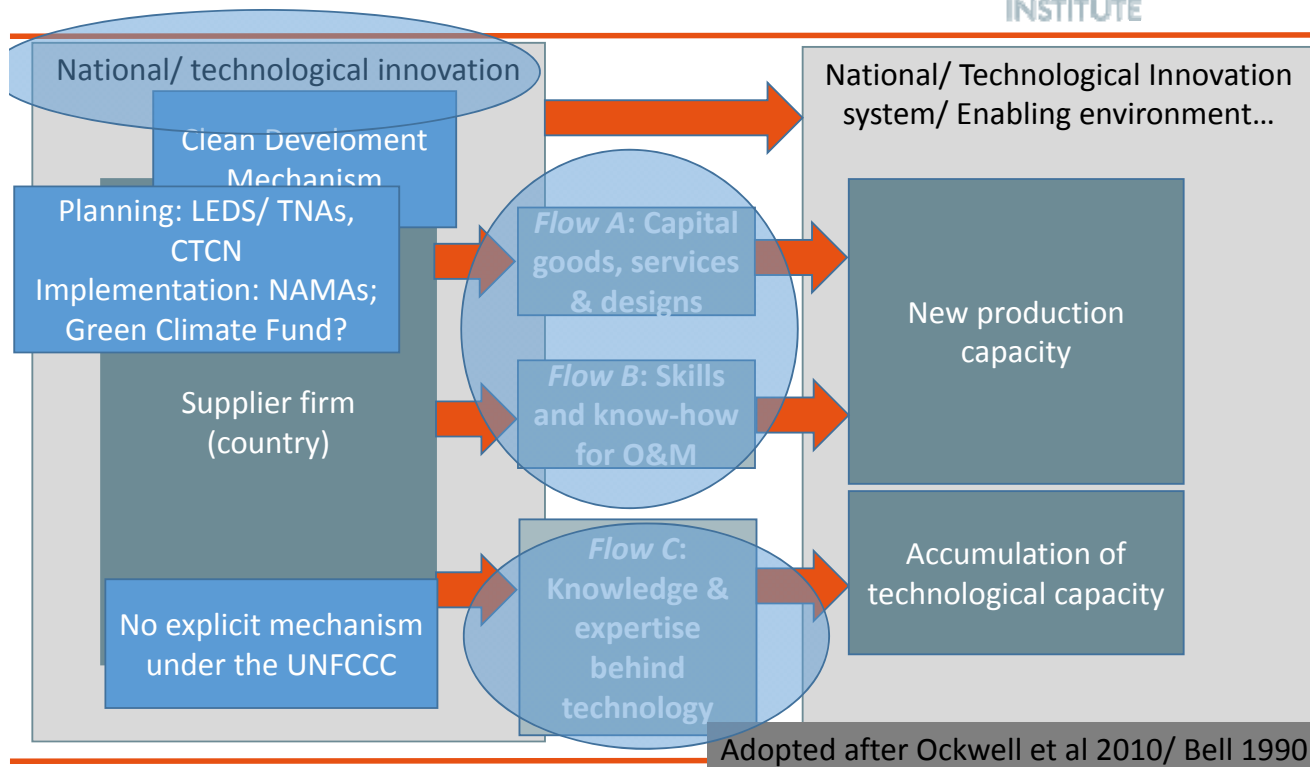 INSTITUTE
National/ technological innovation
Clean Develoment
Mechanism
Planning: LEDS/ TNAs,
CTCN
Implementation: NAMAs;
Green Climate Fund?
Supplier firm
(country)
No explicit mechanism
under the UNFCCC
Flow A: Capital
goods, services
& designs
Flow B: Skills
and know-how
for O&M
Flow C:
Knowledge &
expertise
behind
technology
National/ Technological Innovation
system/ Enabling environment…
New production
capacity
Accumulation of
technological capacity
Adopted after Ockwell et al 2010/ Bell 1990